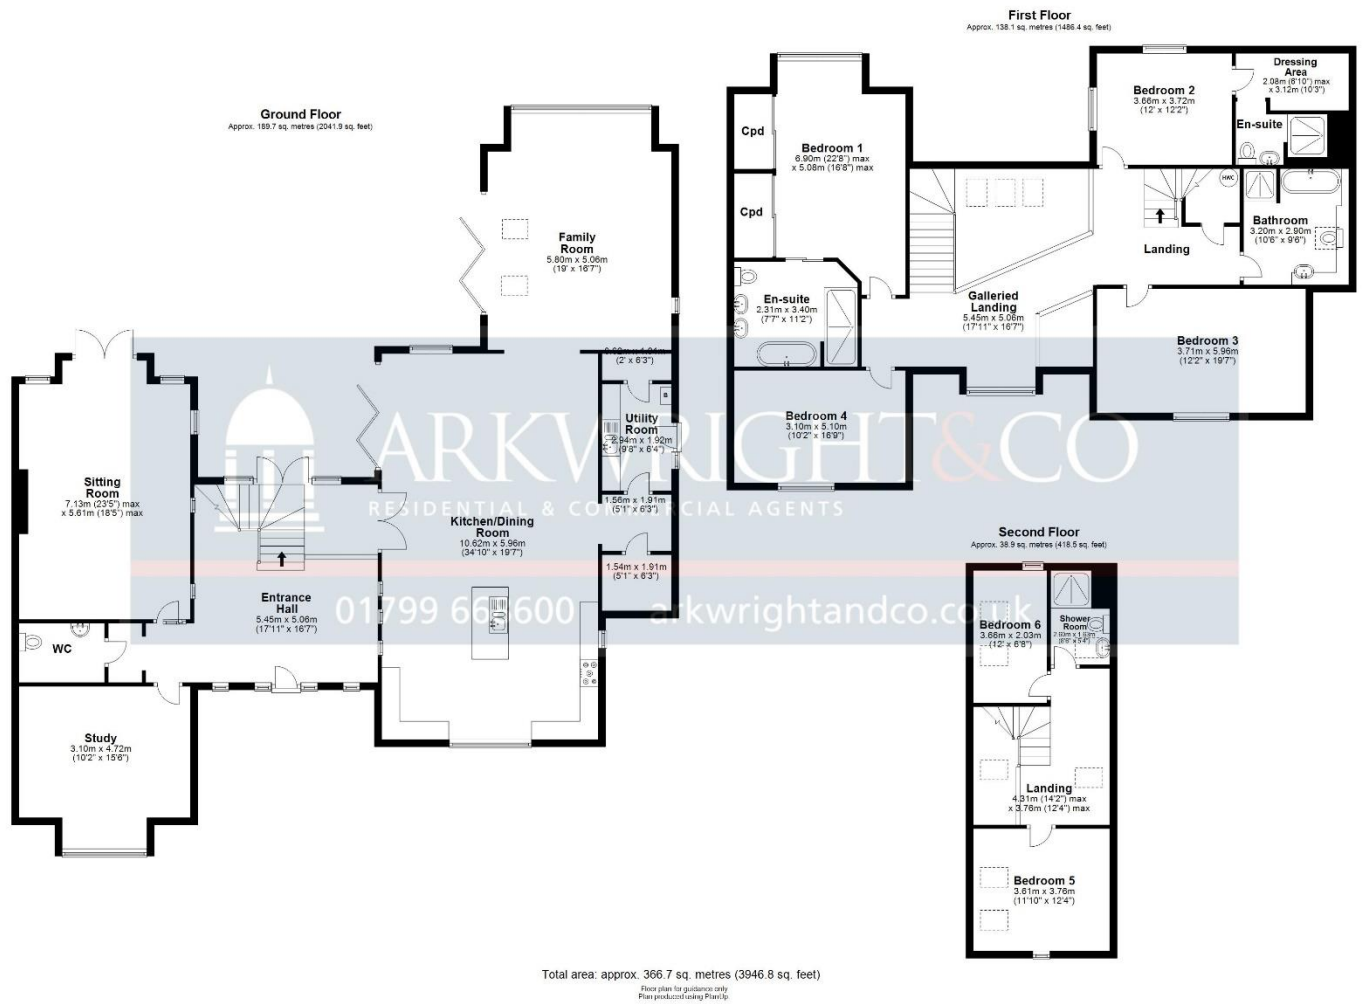 First Floor
Approx. 138.1 sq. metres (1486.4 sq. feet)
Ground Floor
Approx. 189.7 sq. metres (2041.9 sq. feet)
Family
Room
5.80m x 5.06m
(19' x 16'7")
Sitting
Room
7.13m (23'5") max
x 5.61m (18'5") max
(2' x 6'3")
Utility
Room
2.94m x 1.92m
(9'8" x 6'4")
1.56m x 1.91m
(5'1" x 6'3")
Kitchen/Dining
Room
10.62m x 5.96m
(34'10" x 19'7")
1.54m x 1.91m
(5'1" x 6'3")
Entrance
Hall
5.45m x 5.06m
(17'11" x 16'7")
WC
Study
3.10m x 4.72m
(10'2" x 15'6")
Cpd
Cpd
Bedroom 1
6.90m (22'8") max
x 5.08m (16'8") max
Bedroom 2
3.66m x 3.72m
(12' x 12'2")
Dressing
Area
2.08m (6'10") max
x 3.12m (10'3")
En-suite
HWC
Bathroom
3.20m x 2.90m
(10'6" x 9'6")
Landing
En-suite
2.31m x 3.40m
(7'7" x 11'2")
Galleried
Landing
5.45m x 5.06m
(17'11" x 16'7")
Bedroom 3
3.71m x 5.96m
(12'2" x 19'7")
Bedroom 4
3.10m x 5.10m
(10'2" x 16'9")
ARKWRIGHT&CO
RESIDENTIAL & COMMERCIAL AGENTS
arkwrightandco.co.uk
Second Floor
Approx. 38.9 sq. metres (418.5 sq. feet)
Bedroom 6
3.66m x 2.03m
(12' x 6'8")
Shower
Room
Landing
4.31m (14'2") max
x 3.76m (12'4") max
Bedroom 5
3.61m x 3.76m
(11'10" x 12'4")
Total area: approx. 366.7 sq. metres (3946.8 sq. feet)
Floor plan for guidance only
Plan produced using PlanUp.